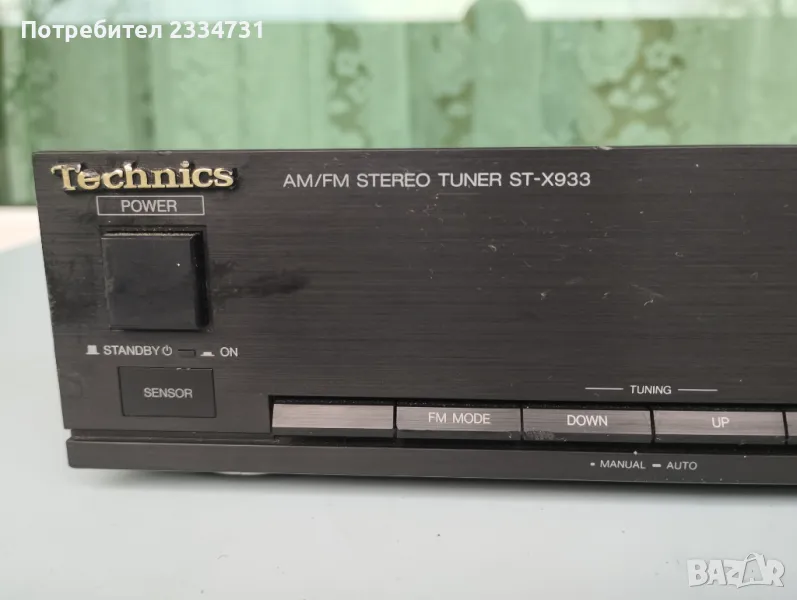 Потребител 2334731
Technics
AM/FM STEREO TUNER ST-X933
POWER
STANDBY ON
SENSOR
TUNING
FM MODE DOWN UP
• MANUAL AUTO
BAZAR